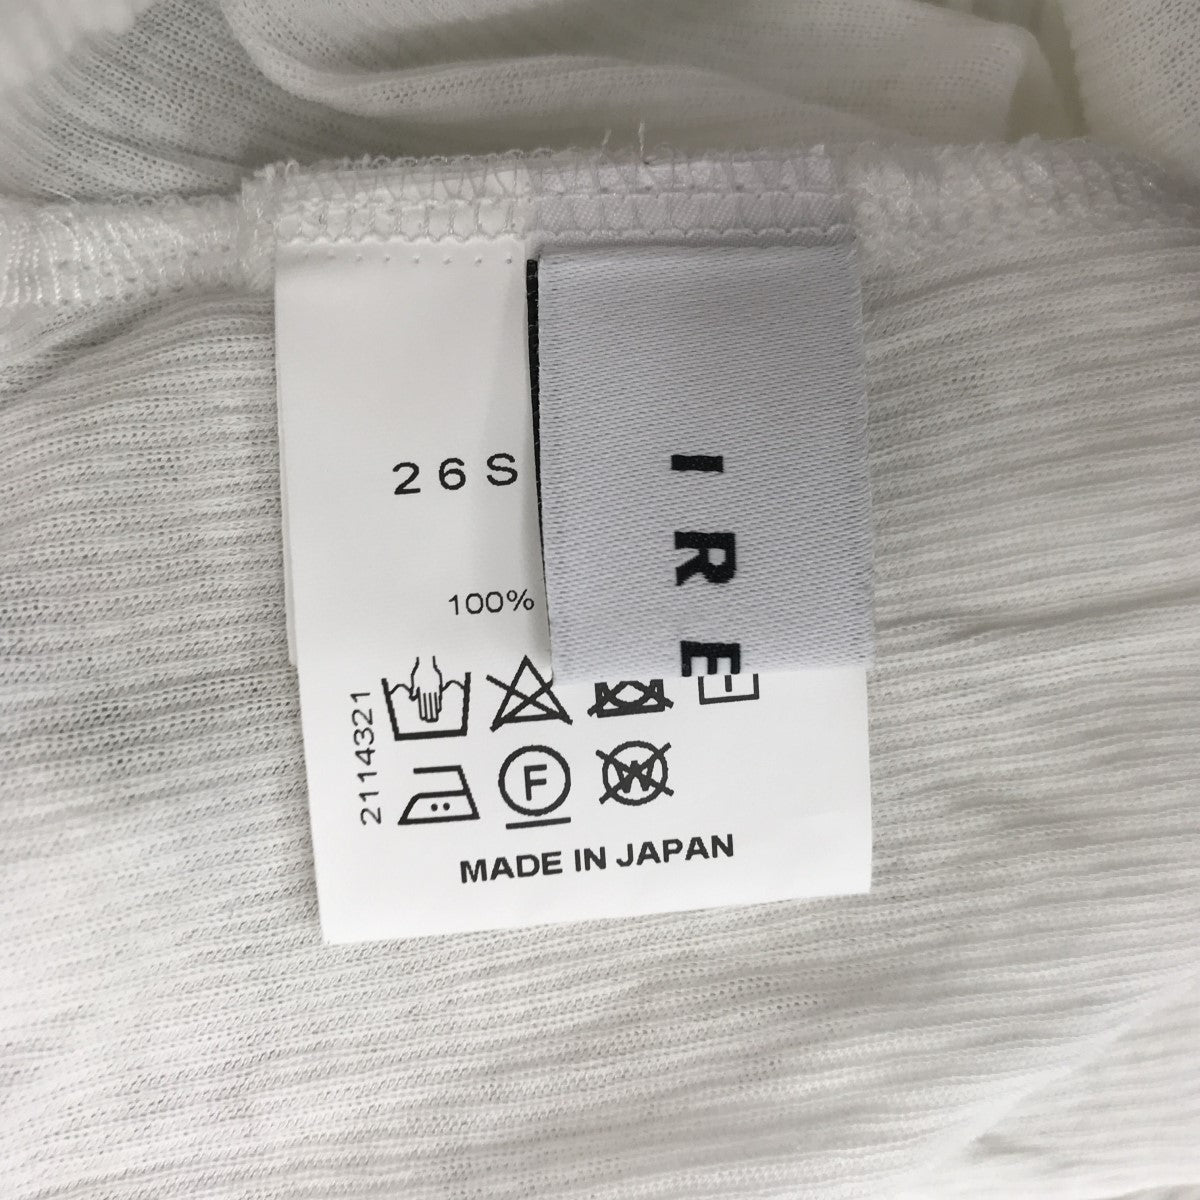 26S
100%
2114321
F
W
MADE IN JAPAN
IRE